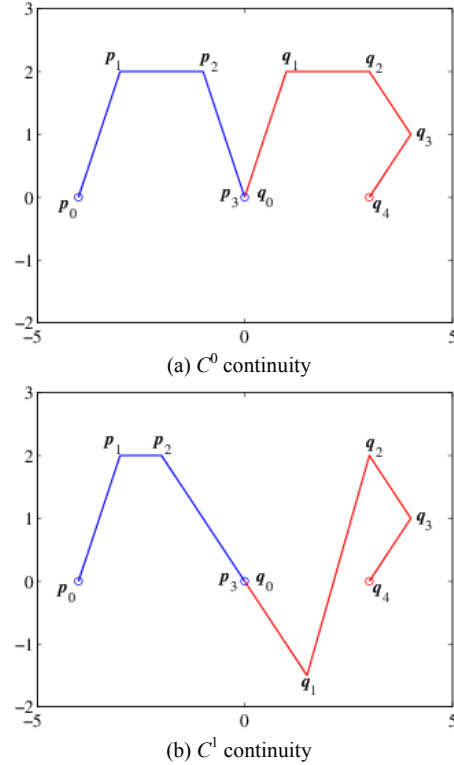 3
p₁ p₂ q₁ q₂
2
1
q₃
0
p₀ p₃ q₀ q₄
-1
-2
-5 0 5
(a) C⁰ continuity
3
p₁ p₂ q₂
2
1
q₃
0
p₀ p₃ q₀ q₄
-1
q₁
2
-5 0 5
(b) C¹ continuity